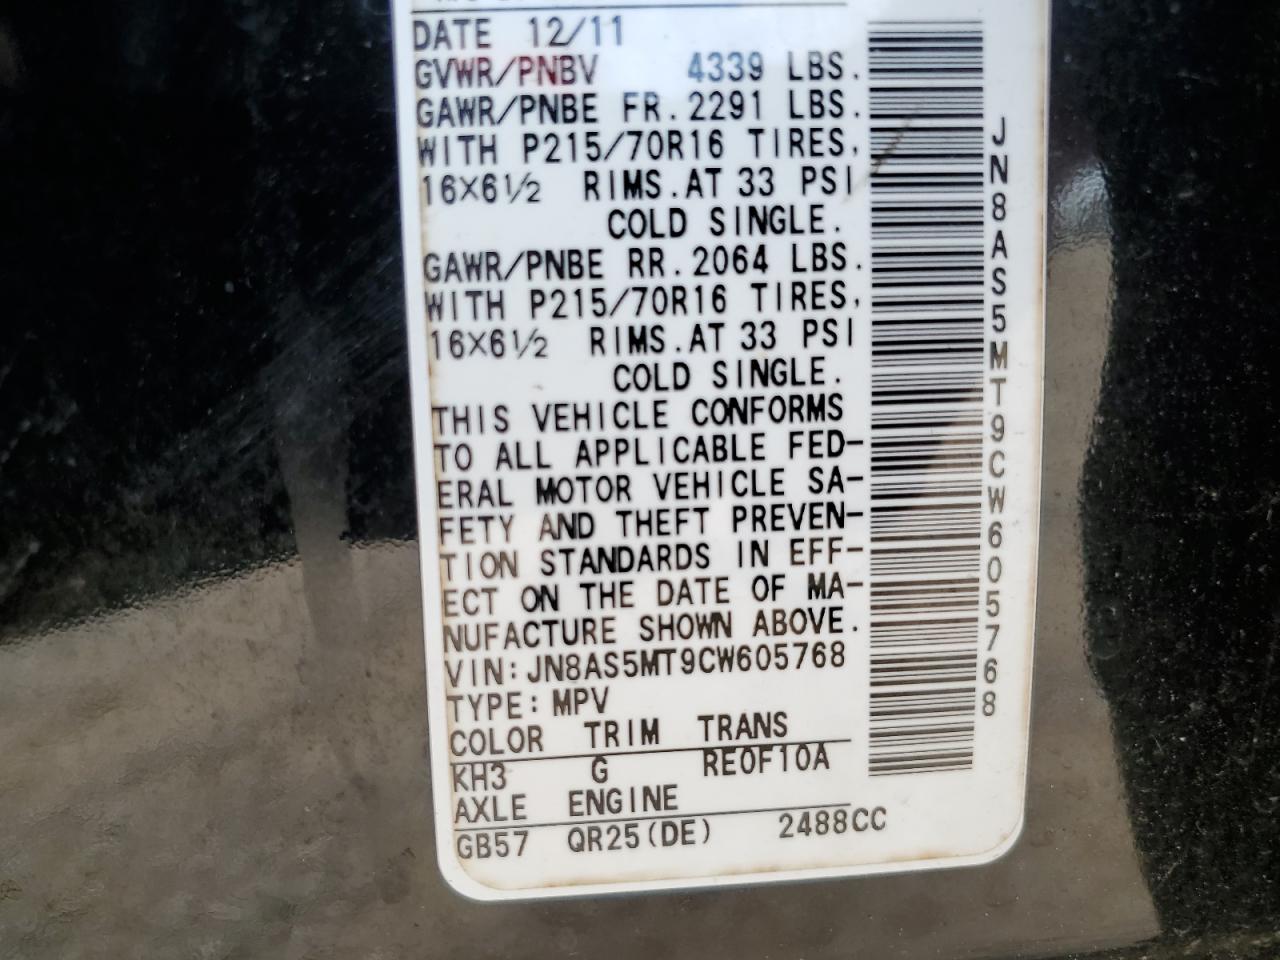 DATE 12/11
GVWR/PNBV 4339 LBS.
GAWR/PNBE FR.2291 LBS.
WITH P215/70R16 TIRES,
16X6½ RIMS.AT 33 PSI
COLD SINGLE.
GAWR/PNBE RR.2064 LBS.
WITH P215/70R16 TIRES,
16X6½ RIMS.AT 33 PSI
COLD SINGLE.
THIS VEHICLE CONFORMS
TO ALL APPLICABLE FED-
ERAL MOTOR VEHICLE SA-
FETY AND THEFT PREVEN-
TION STANDARDS IN EFF-
ECT ON THE DATE OF MA-
NUFACTURE SHOWN ABOVE.
VIN:JN8AS5MT9CW605768
TYPE:MPV
COLOR TRIM TRANS
KH3 G RE0F10A
AXLE ENGINE
GB57 QR25(DE) 2488CC
JN8AS5MT9CW605768